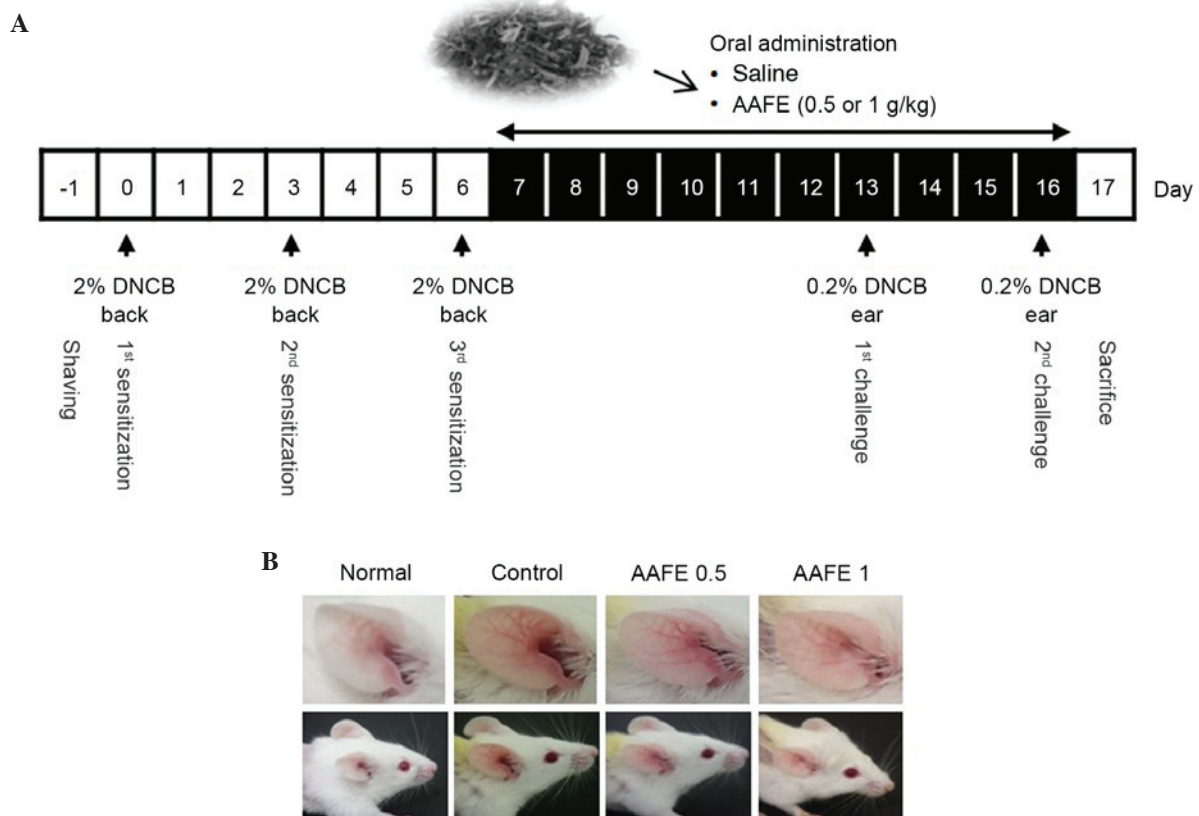 A
Oral administration
• Saline
• AAFE (0.5 or 1 g/kg)
-1 0 1 2 3 4 5 6 7 8 9 10 11 12 13 14 15 16 17 Day
2% DNCB
back
2% DNCB
back
2% DNCB
back
0.2% DNCB
ear
0.2% DNCB
ear
Shaving
1st sensitization
2nd sensitization
3rd sensitization
1st challenge
2nd challenge
Sacrifice
B
Normal Control AAFE 0.5 AAFE 1